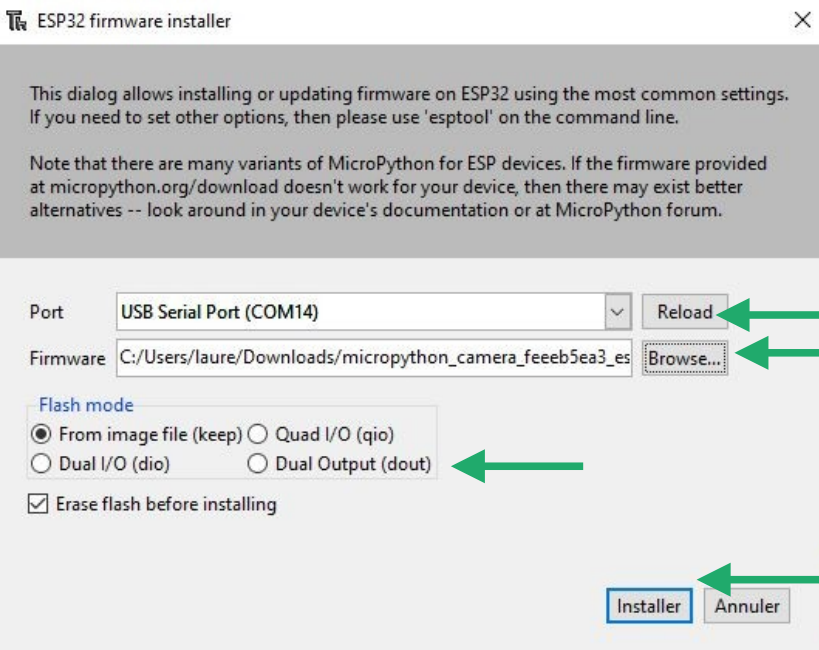 ESP32 firmware installer
This dialog allows installing or updating firmware on ESP32 using the most common settings.
If you need to set other options, then please use 'esptool' on the command line.
Note that there are many variants of MicroPython for ESP devices. If the firmware provided
at micropython.org/download doesn't work for your device, then there may exist better
alternatives -- look around in your device's documentation or at MicroPython forum.
Port USB Serial Port (COM14) Reload
Firmware C:/Users/laure/Downloads/micropython_camera_feeeb5ea3_es Browse...
Flash mode
From image file (keep) Quad I/O (qio)
Dual I/O (dio) Dual Output (dout)
Erase flash before installing
Installer Annuler